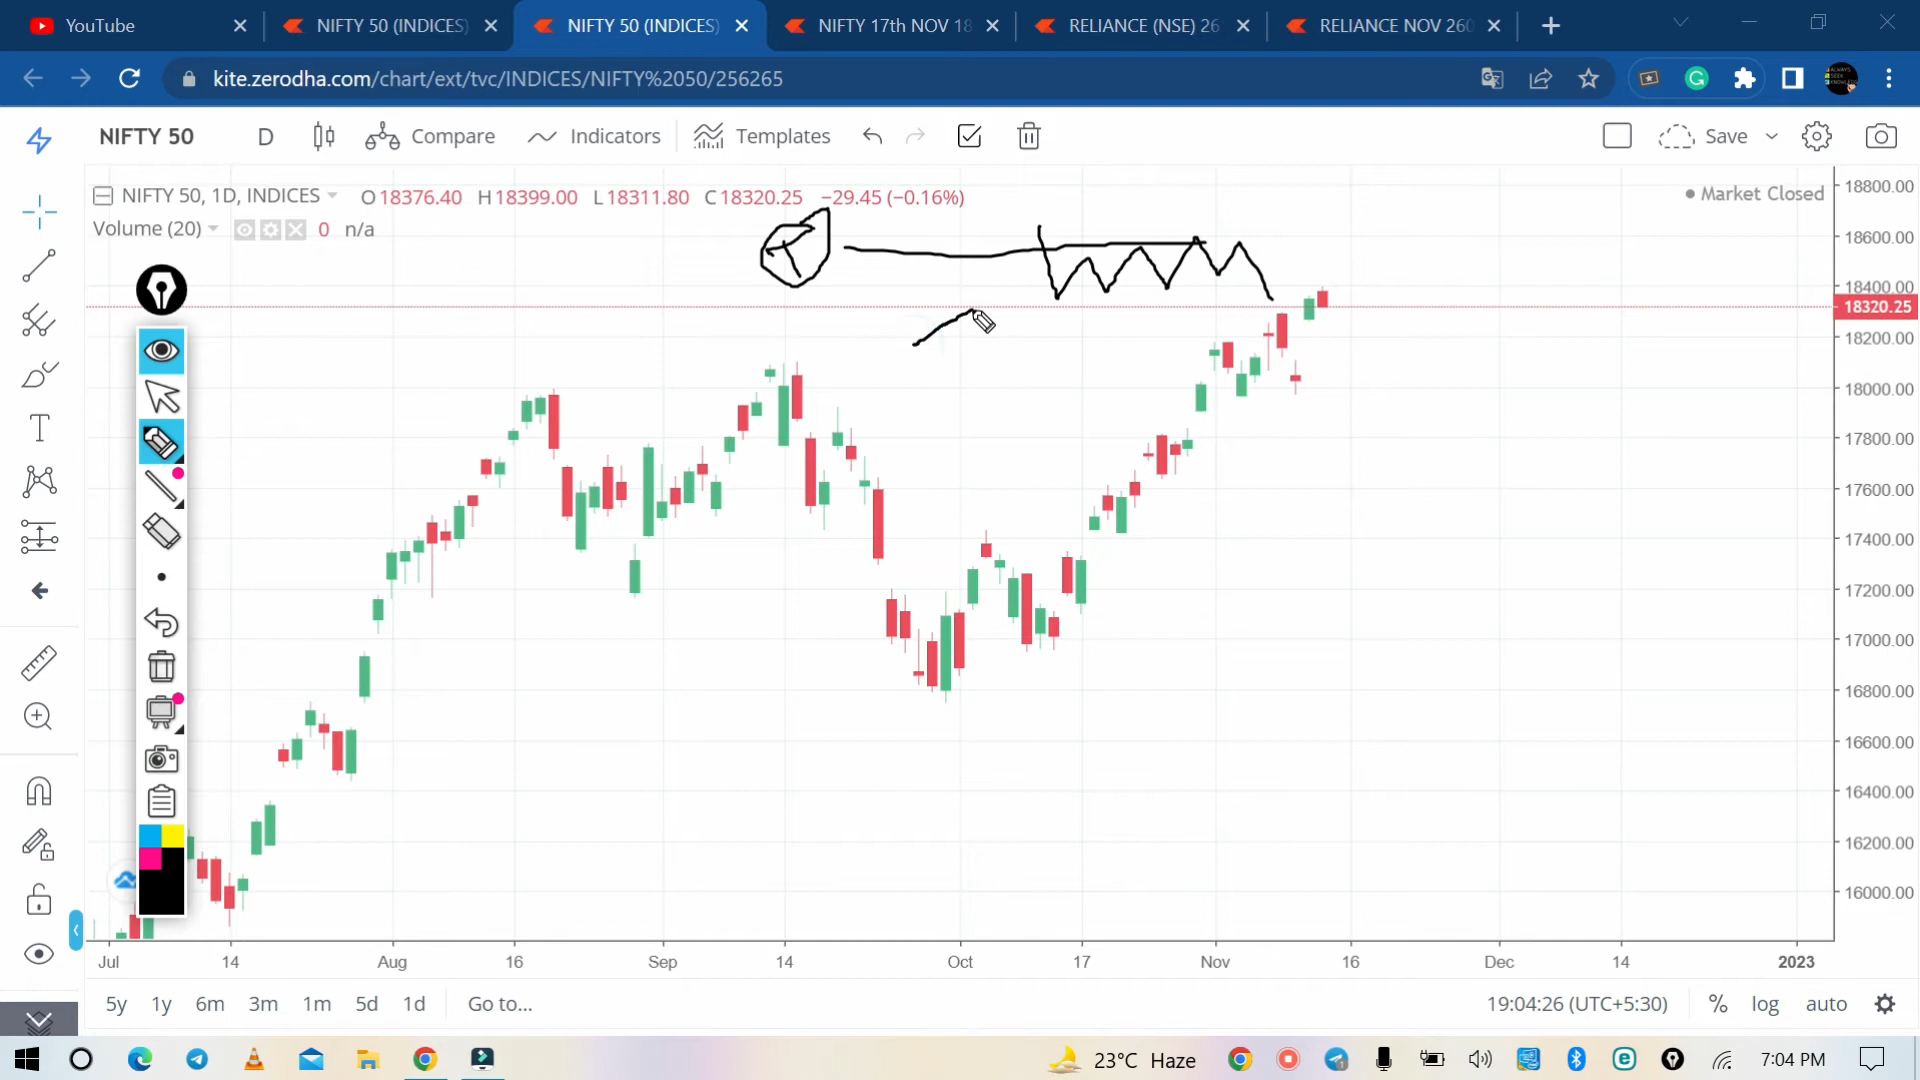 YouTube
NIFTY 50 (INDICES)
NIFTY 50 (INDICES)
NIFTY 17th NOV 18
RELIANCE (NSE) 26
RELIANCE NOV 260
kite.zerodha.com/chart/ext/tvc/INDICES/NIFTY%2050/256265
NIFTY 50 D Compare Indicators Templates Save
NIFTY 50, 1D, INDICES O18376.40 H18399.00 L18311.80 C18320.25 −29.45 (−0.16%)
Market Closed
Volume (20) 0 n/a
T
18800.00
18600.00
18400.00
18320.25
18200.00
18000.00
17800.00
17600.00
17400.00
17200.00
17000.00
16800.00
16600.00
16400.00
16200.00
16000.00
Jul 14 Aug 16 Sep 14 Oct 17 Nov 16 Dec 14 2023
5y 1y 6m 3m 1m 5d 1d Go to... 19:04:26 (UTC+5:30) % log auto
23°C Haze 7:04 PM